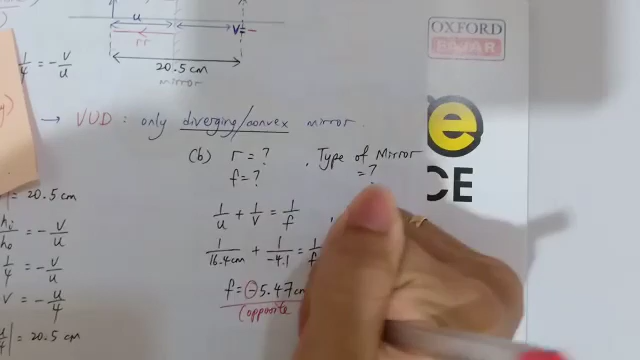 u
V= -
rr
20.5 cm
mirror
1/4 = - v/u
→ VUD : only diverging/convex mirror.
(b) r = ? , Type of Mirror = ?
f = ?
= 20.5 cm
hi/ho = - v/u
1/4 = - v/u
v = - u/4
= 20.5 cm
1/u + 1/v = 1/f
1/16.4cm + 1/-4.1 = 1/f
f = -5.47cm
(opposite
OXFORD
FAJAR
e
CE